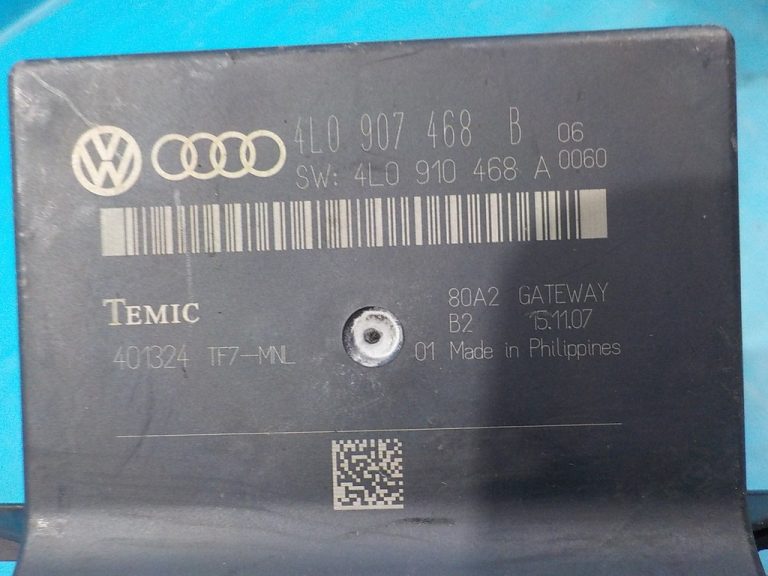 VW
4L0 907 468 B 06
SW: 4L0 910 468 A 0060
TEMIC
80A2 GATEWAY
B2 15.11.07
401324 TF7-MNL
01 Made in Philippines